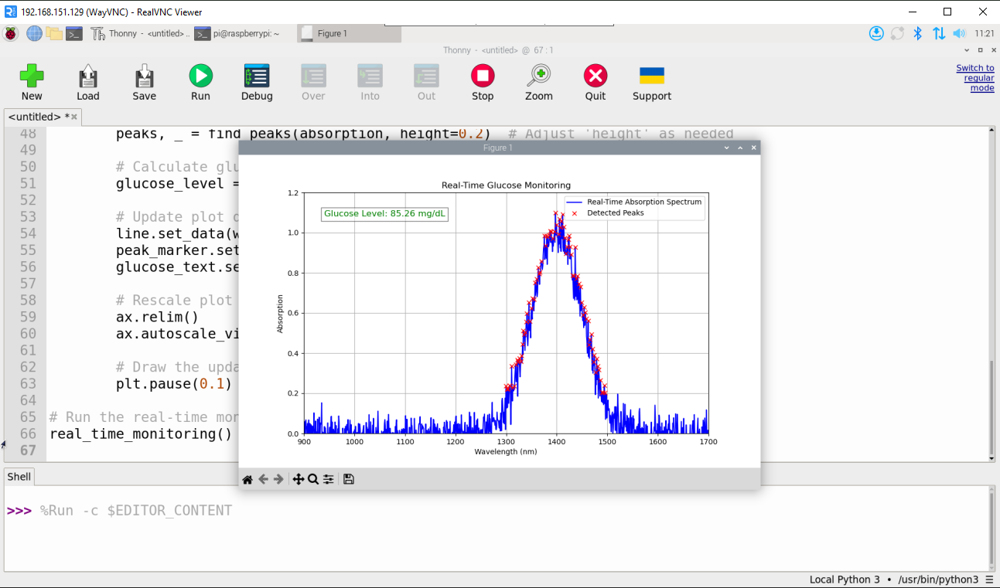 192.168.151.129 (WayVNC) - RealVNC Viewer
Thonny - <untitled> ..
pi@raspberrypi: ~
Figure 1
11:21
Thonny - <untitled> @ 67 : 1
New Load Save Run Debug Over Into Out Stop Zoom Quit Support
Switch to
regular
mode
<untitled> *
48 peaks, _ = find_peaks(absorption, height=0.2) # Adjust 'height' as needed
49
50 # Calculate glu
51 glucose_level =
52
53 # Update plot d
54 line.set_data(w
55 peak_marker.set
56 glucose_text.se
57
58 # Rescale plot
59 ax.relim()
60 ax.autoscale_vi
61
62 # Draw the upda
63 plt.pause(0.1)
64
65 # Run the real-time mon
66 real_time_monitoring()
67
Figure 1
Real-Time Glucose Monitoring
Glucose Level: 85.26 mg/dL
Real-Time Absorption Spectrum
Detected Peaks
1.2
1.0
0.8
0.6
0.4
0.2
0.0
Absorption
900 1000 1100 1200 1300 1400 1500 1600 1700
Wavelength (nm)
Shell
>>> %Run -c $EDITOR_CONTENT
Local Python 3 • /usr/bin/python3 ☰